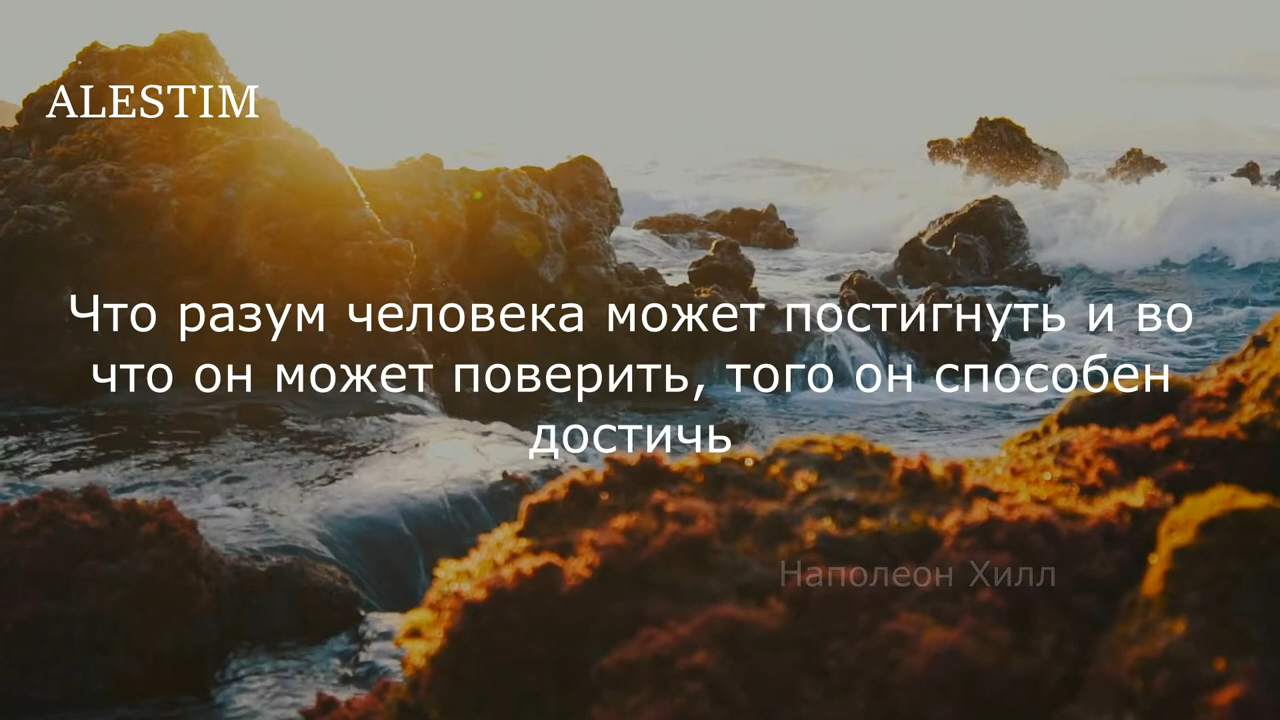 ALESTIM
Что разум человека может постигнуть и во
что он может поверить, того он способен
достичь
Наполеон Хилл